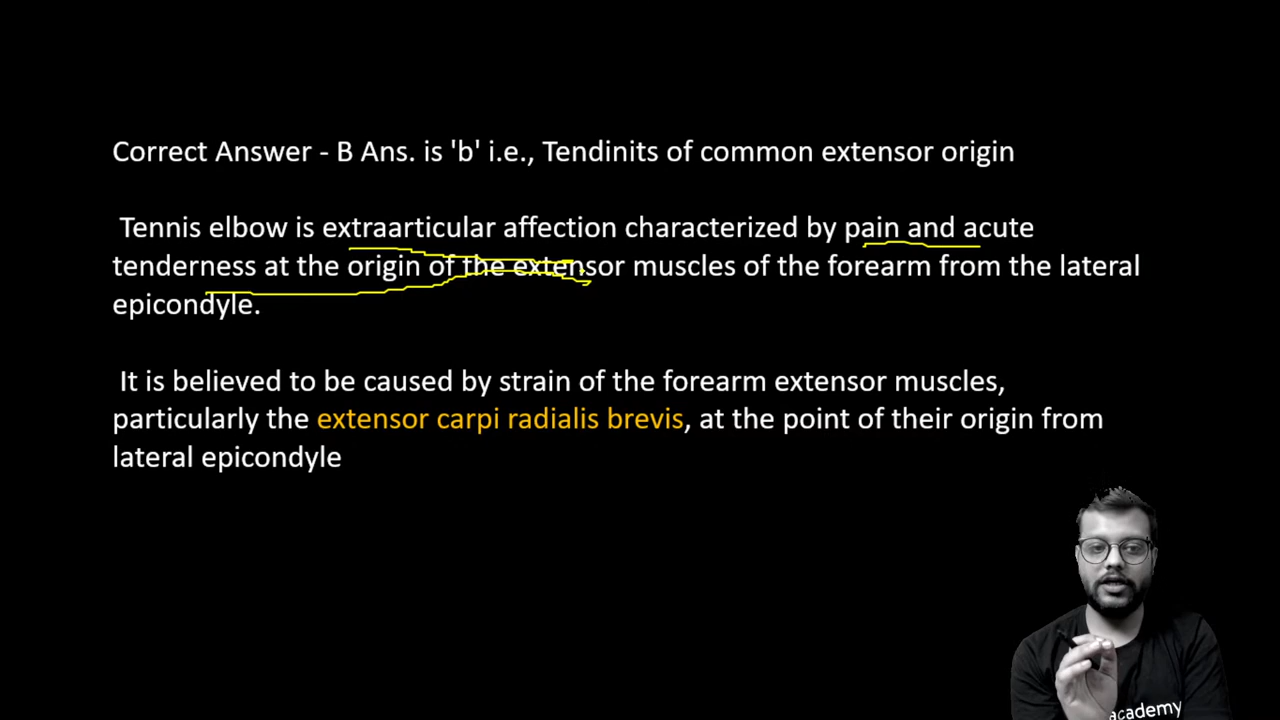 Correct Answer - B Ans. is 'b' i.e., Tendinits of common extensor origin
Tennis elbow is extraarticular affection characterized by pain and acute
tenderness at the origin of the extensor muscles of the forearm from the lateral
epicondyle.
It is believed to be caused by strain of the forearm extensor muscles,
particularly the extensor carpi radialis brevis, at the point of their origin from
lateral epicondyle
academy